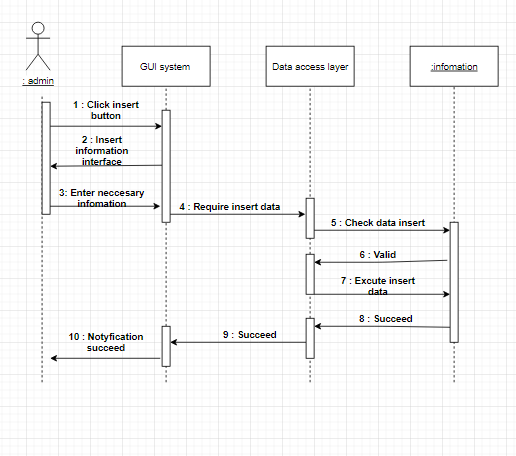 : admin
GUI system
Data access layer
:infomation
1 : Click insert
button
2 : Insert
information
interface
3: Enter neccesary
infomation
4 : Require insert data
5 : Check data insert
6 : Valid
7 : Excute insert
data
8 : Succeed
9 : Succeed
10 : Notyfication
succeed